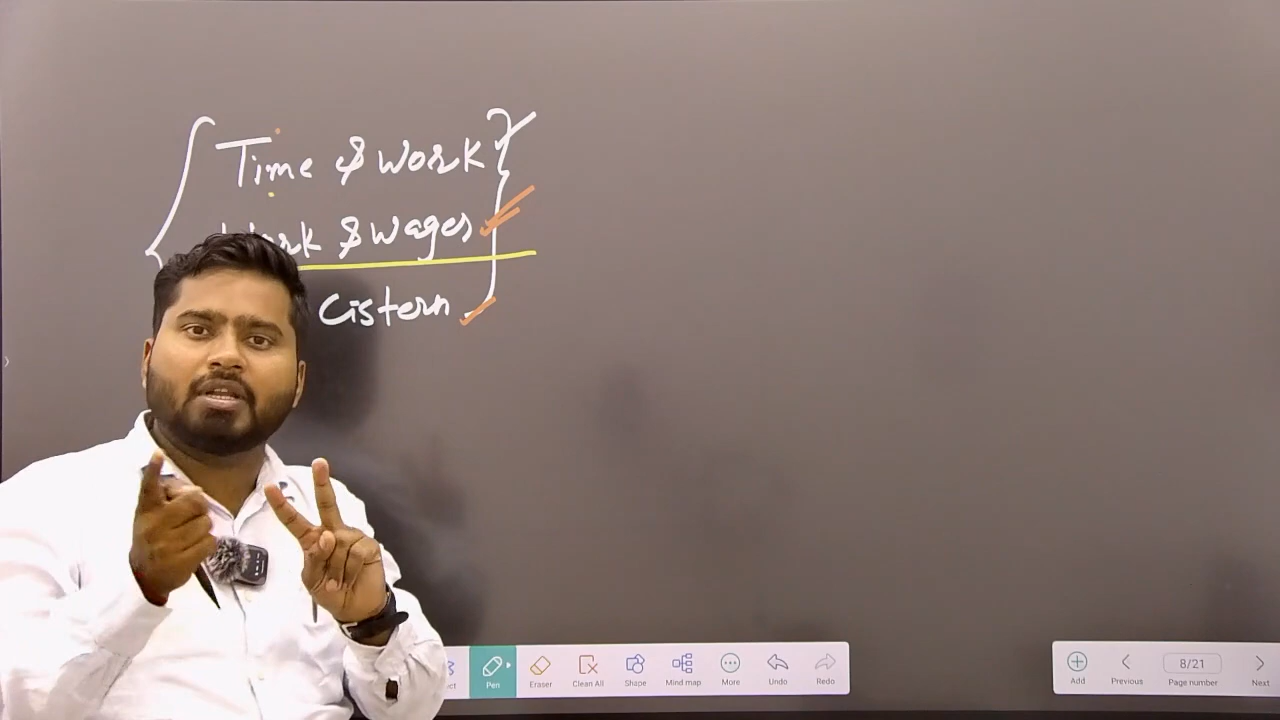 Time & Work
Work & Wages
Cistern
Pen
Eraser
Clean All
Shape
Mind map
More
Undo
Redo
Add
Previous
8/21
Page number
Next